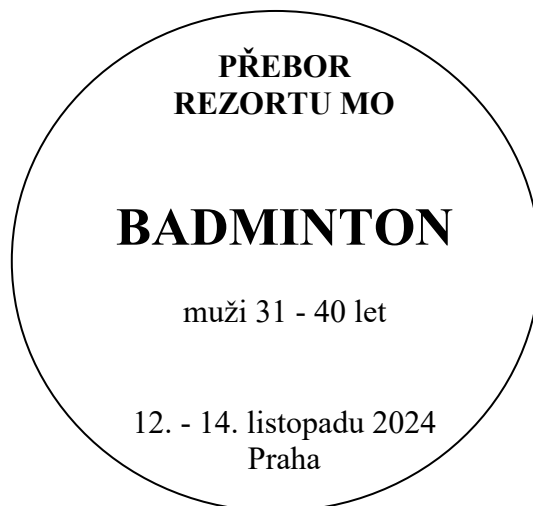 PŘEBOR
REZORTU MO
BADMINTON
muži 31 - 40 let
12. - 14. listopadu 2024
Praha